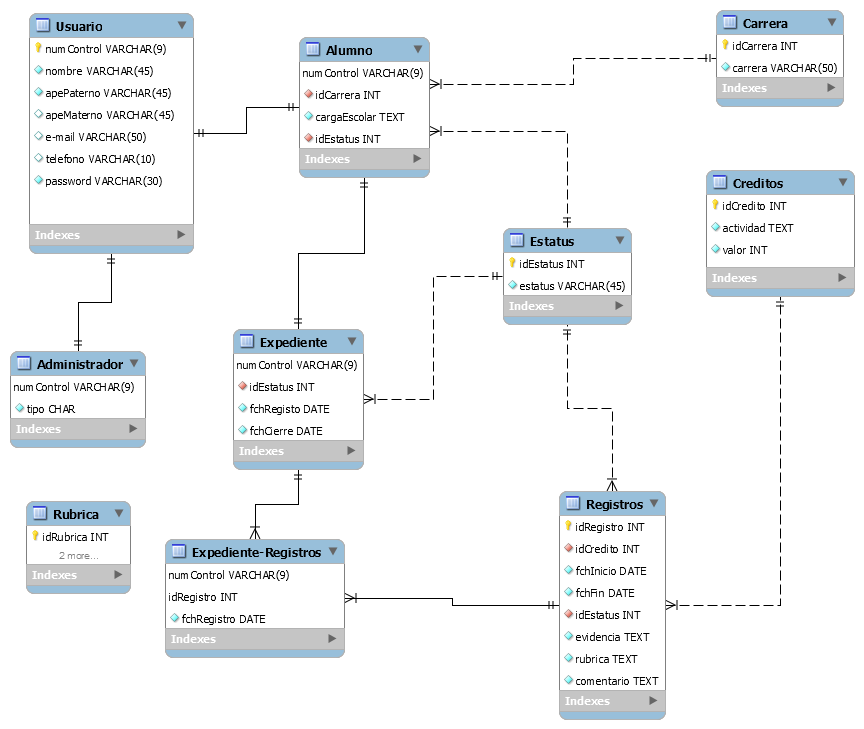 Usuario
numControl VARCHAR(9)
nombre VARCHAR(45)
apePaterno VARCHAR(45)
apeMaterno VARCHAR(45)
e-mail VARCHAR(50)
telefono VARCHAR(10)
password VARCHAR(30)
Indexes
Alumno
numControl VARCHAR(9)
idCarrera INT
cargaEscolar TEXT
idEstatus INT
Indexes
Carrera
idCarrera INT
carrera VARCHAR(50)
Indexes
Creditos
idCredito INT
actividad TEXT
valor INT
Indexes
Estatus
idEstatus INT
estatus VARCHAR(45)
Indexes
Administrador
numControl VARCHAR(9)
tipo CHAR
Indexes
Expediente
numControl VARCHAR(9)
idEstatus INT
fchRegisto DATE
fchCierre DATE
Indexes
Rubrica
idRubrica INT
2 more...
Indexes
Expediente-Registros
numControl VARCHAR(9)
idRegistro INT
fchRegistro DATE
Indexes
Registros
idRegistro INT
idCredito INT
fchInicio DATE
fchFin DATE
idEstatus INT
evidencia TEXT
rubrica TEXT
comentario TEXT
Indexes